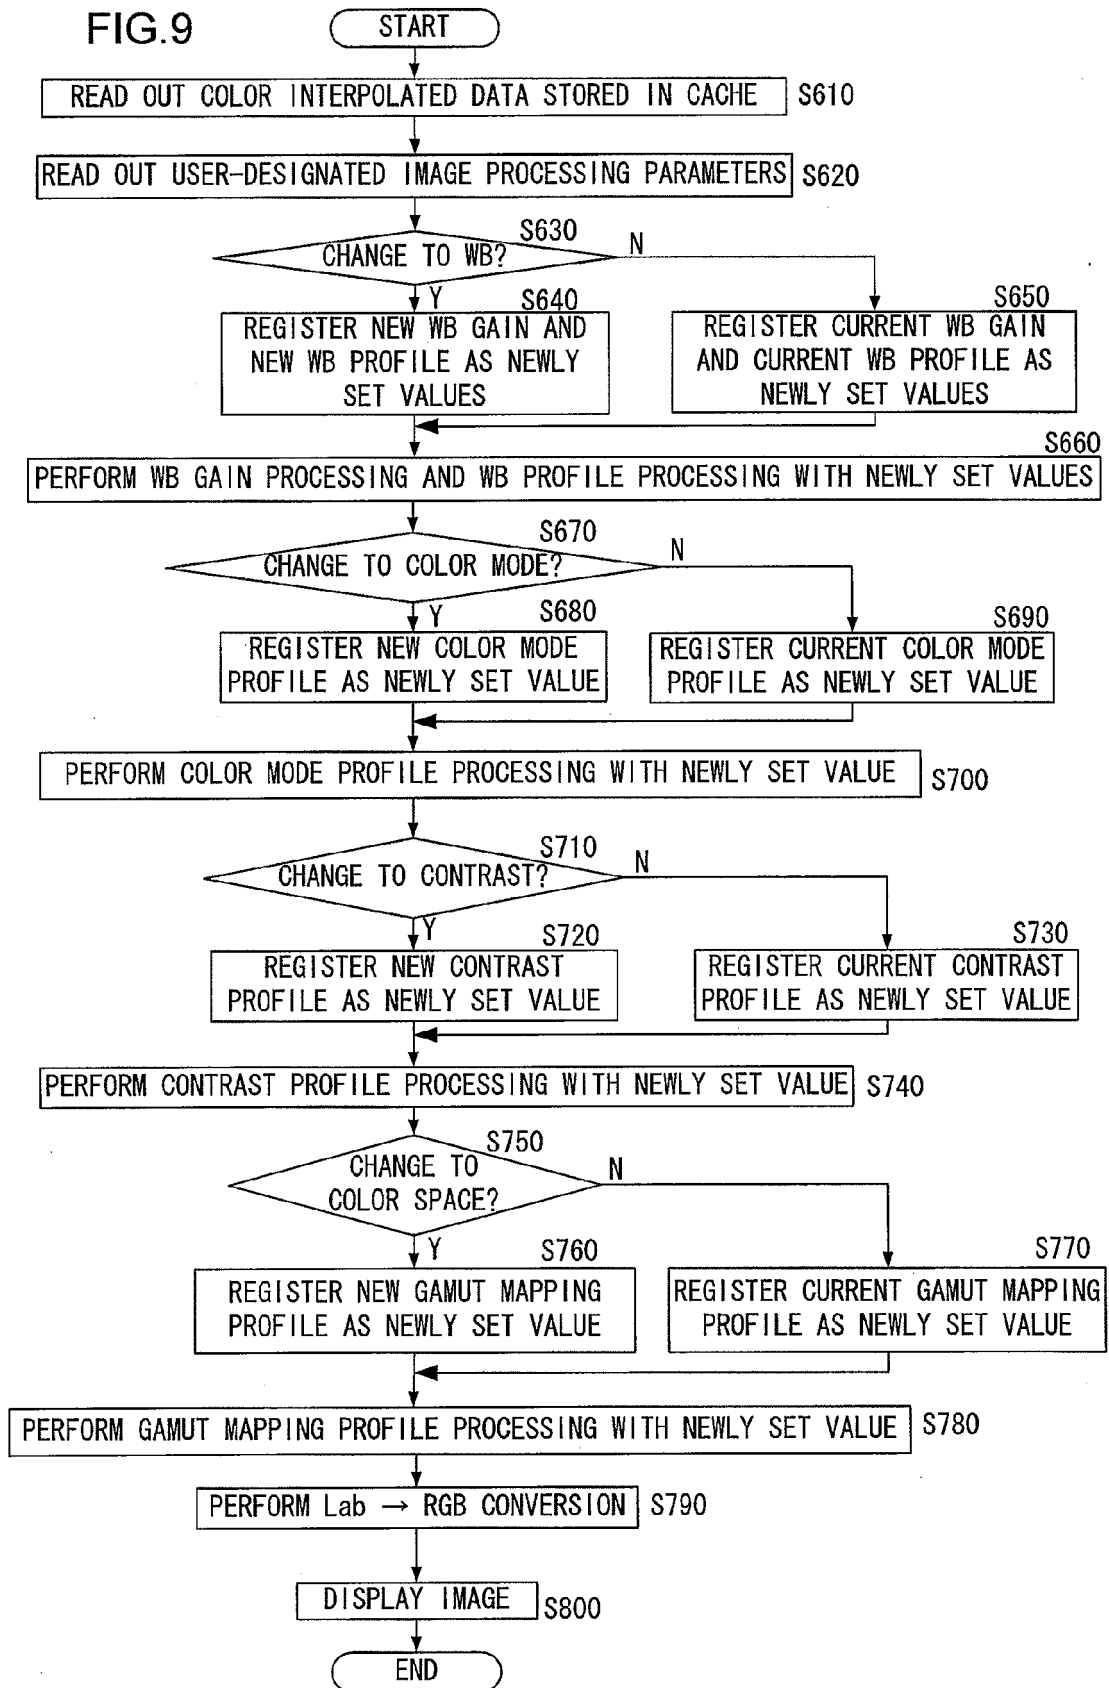 FIG.9
START
READ OUT COLOR INTERPOLATED DATA STORED IN CACHE
S610
READ OUT USER-DESIGNATED IMAGE PROCESSING PARAMETERS
S620
S630
CHANGE TO WB?
N
Y
S640
REGISTER NEW WB GAIN AND
NEW WB PROFILE AS NEWLY
SET VALUES
S650
REGISTER CURRENT WB GAIN
AND CURRENT WB PROFILE AS
NEWLY SET VALUES
S660
PERFORM WB GAIN PROCESSING AND WB PROFILE PROCESSING WITH NEWLY SET VALUES
S670
CHANGE TO COLOR MODE?
N
Y
S680
REGISTER NEW COLOR MODE
PROFILE AS NEWLY SET VALUE
S690
REGISTER CURRENT COLOR MODE
PROFILE AS NEWLY SET VALUE
PERFORM COLOR MODE PROFILE PROCESSING WITH NEWLY SET VALUE
S700
S710
CHANGE TO CONTRAST?
N
Y
S720
REGISTER NEW CONTRAST
PROFILE AS NEWLY SET VALUE
S730
REGISTER CURRENT CONTRAST
PROFILE AS NEWLY SET VALUE
PERFORM CONTRAST PROFILE PROCESSING WITH NEWLY SET VALUE
S740
S750
CHANGE TO
COLOR SPACE?
N
Y
S760
REGISTER NEW GAMUT MAPPING
PROFILE AS NEWLY SET VALUE
S770
REGISTER CURRENT GAMUT MAPPING
PROFILE AS NEWLY SET VALUE
PERFORM GAMUT MAPPING PROFILE PROCESSING WITH NEWLY SET VALUE
S780
PERFORM Lab → RGB CONVERSION
S790
DISPLAY IMAGE
S800
END